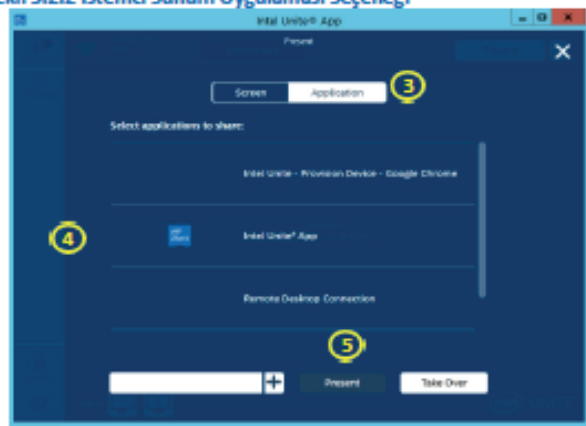 İstemci Sunum Uygulaması Seçeneği
Intel Unite® App
Present
Screen
Application
3
Select applications to share:
Intel Unite - Provision Device - Google Chrome
4
Intel Unite® App
Remote Desktop Connection
5
Present
Take Over